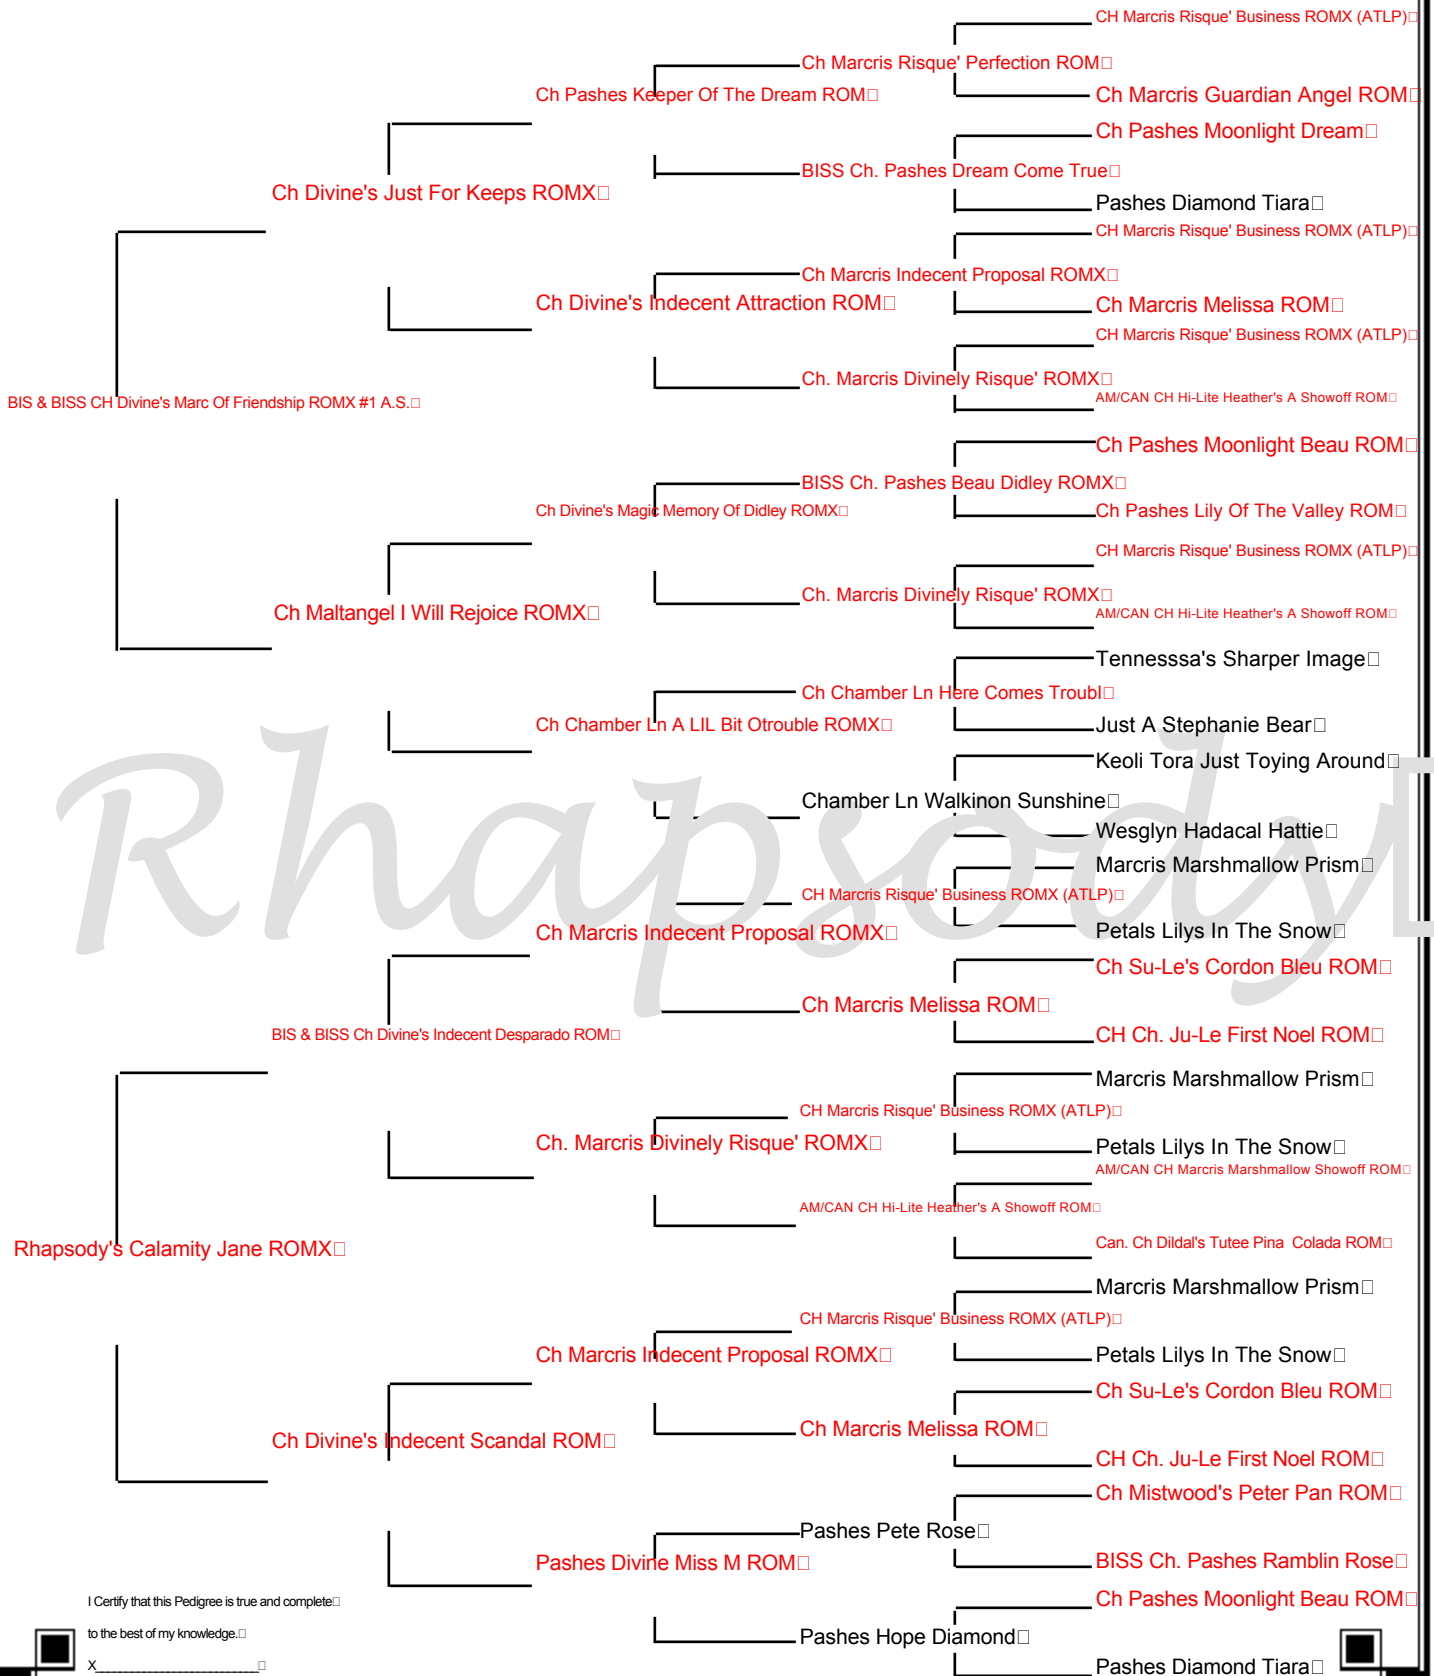 CH Marcris Risque' Business ROMX (ATLP)
Ch Marcris Risque' Perfection ROM
Ch Pashes Keeper Of The Dream ROM
Ch Marcris Guardian Angel ROM
Ch Pashes Moonlight Dream
BISS Ch. Pashes Dream Come True
Ch Divine's Just For Keeps ROMX
Pashes Diamond Tiara
CH Marcris Risque' Business ROMX (ATLP)
Ch Marcris Indecent Proposal ROMX
Ch Divine's Indecent Attraction ROM
Ch Marcris Melissa ROM
CH Marcris Risque' Business ROMX (ATLP)
Ch. Marcris Divinely Risque' ROMX
AM/CAN CH Hi-Lite Heather's A Showoff ROM
BIS & BISS CH Divine's Marc Of Friendship ROMX #1 A.S.
Ch Pashes Moonlight Beau ROM
BISS Ch. Pashes Beau Didley ROMX
Ch Divine's Magic Memory Of Didley ROMX
Ch Pashes Lily Of The Valley ROM
CH Marcris Risque' Business ROMX (ATLP)
Ch. Marcris Divinely Risque' ROMX
Ch Maltangel I Will Rejoice ROMX
AM/CAN CH Hi-Lite Heather's A Showoff ROM
Tennesssa's Sharper Image
Ch Chamber Ln Here Comes Troubl
Ch Chamber Ln A LIL Bit Otrouble ROMX
Just A Stephanie Bear
Keoli Tora Just Toying Around
Chamber Ln Walkinon Sunshine
Wesglyn Hadacal Hattie
Rhapsody
Marcris Marshmallow Prism
CH Marcris Risque' Business ROMX (ATLP)
Ch Marcris Indecent Proposal ROMX
Petals Lilys In The Snow
Ch Su-Le's Cordon Bleu ROM
Ch Marcris Melissa ROM
BIS & BISS Ch Divine's Indecent Desparado ROM
CH Ch. Ju-Le First Noel ROM
Marcris Marshmallow Prism
CH Marcris Risque' Business ROMX (ATLP)
Ch. Marcris Divinely Risque' ROMX
Petals Lilys In The Snow
AM/CAN CH Marcris Marshmallow Showoff ROM
AM/CAN CH Hi-Lite Heather's A Showoff ROM
Can. Ch Dildal's Tutee Pina  Colada ROM
Rhapsody's Calamity Jane ROMX
Marcris Marshmallow Prism
CH Marcris Risque' Business ROMX (ATLP)
Ch Marcris Indecent Proposal ROMX
Petals Lilys In The Snow
Ch Su-Le's Cordon Bleu ROM
Ch Marcris Melissa ROM
Ch Divine's Indecent Scandal ROM
CH Ch. Ju-Le First Noel ROM
Ch Mistwood's Peter Pan ROM
Pashes Pete Rose
Pashes Divine Miss M ROM
BISS Ch. Pashes Ramblin Rose
Ch Pashes Moonlight Beau ROM
Pashes Hope Diamond
Pashes Diamond Tiara
I Certify that this Pedigree is true and complete
to the best of my knowledge.
X___________________________